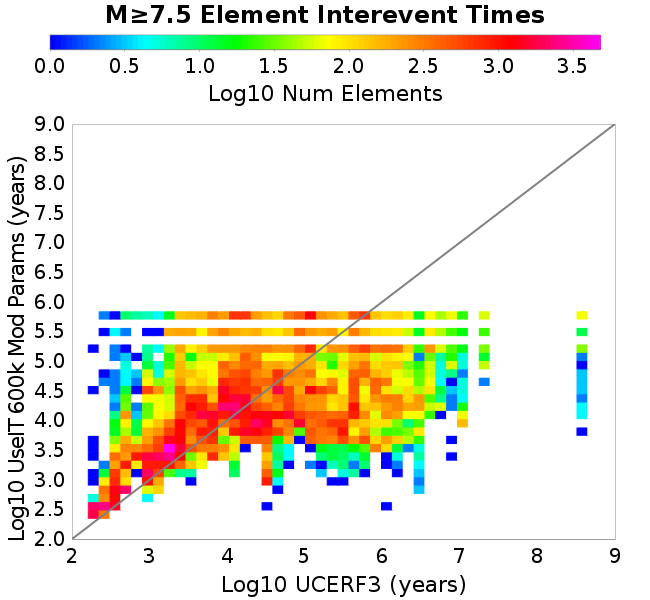 M≥7.5 Element Interevent Times
0.0 0.5 1.0 1.5 2.0 2.5 3.0 3.5
Log10 Num Elements
Log10 UseIT 600k Mod Params (years)
9.0
8.5
8.0
7.5
7.0
6.5
6.0
5.5
5.0
4.5
4.0
3.5
3.0
2.5
2.0
2 3 4 5 6 7 8 9
Log10 UCERF3 (years)